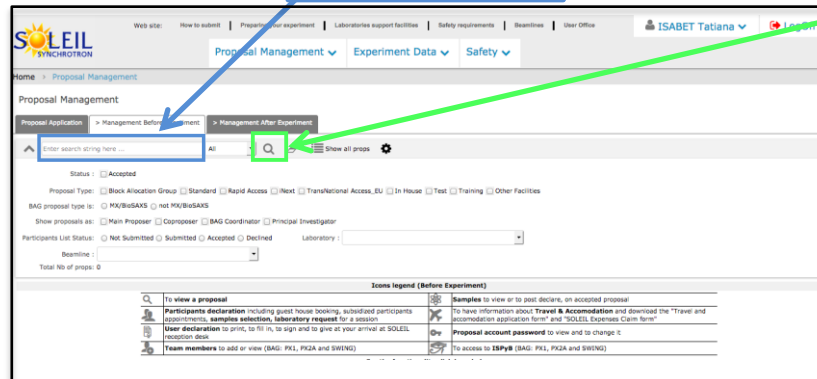 Web site: How to submit | Preparing your experiment | Laboratories support facilities | Safety requirements | Beamlines | User Office
ISABET Tatiana
SOLEIL
SYNCHROTRON
Proposal Management Experiment Data Safety
Home > Proposal Management
Proposal Management
Proposal Application > Management Before > Management After Experiment
Enter search string here ... All Show all props
Status : Accepted
Proposal Type: Block Allocation Group Standard Rapid Access iNext TransNational Access_EU In House Test Training Other Facilities
BAG proposal type is: MX/BioSAXS not MX/BioSAXS
Show proposals as: Main Proposer Coproposer BAG Coordinator Principal Investigator
Participants List Status: Not Submitted Submitted Accepted Declined Laboratory :
Beamline :
Total Nb of props: 0
Icons legend (Before Experiment)
To view a proposal
Samples to view or to post declare, on accepted proposal
Participants declaration including guest house booking, subsidized participants
appointments, samples selection, laboratory request for a session
To have information about Travel & Accomodation and download the "Travel and
accomodation application form" and "SOLEIL Expenses Claim form"
User declaration to print, to fill in, to sign and to give at your arrival at SOLEIL
reception desk
Proposal account password to view and to change it
Team members to add or view (BAG: PX1, PX2A and SWING)
To access to ISPyB (BAG: PX1, PX2A and SWING)